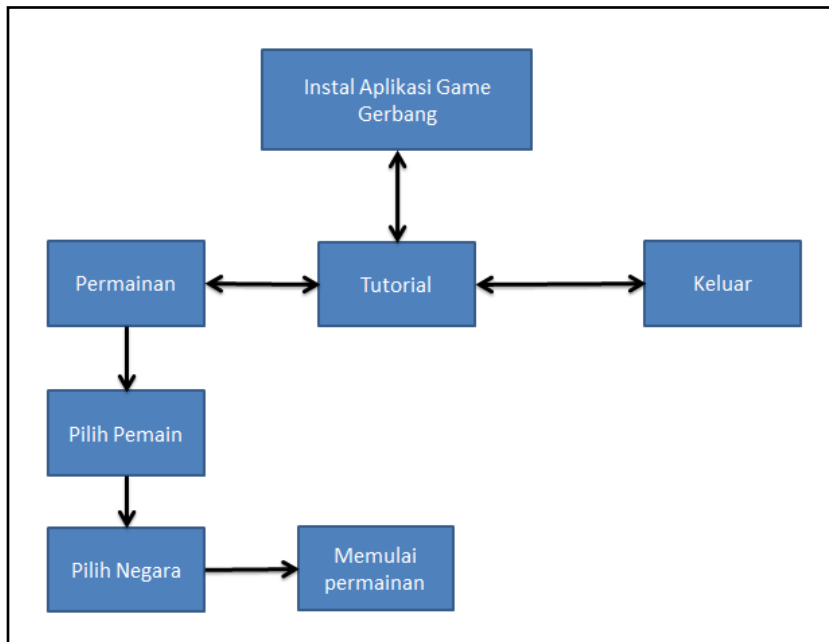 Instal Aplikasi Game
Gerbang
Permainan
Tutorial
Keluar
Pilih Pemain
Pilih Negara
Memulai
permainan